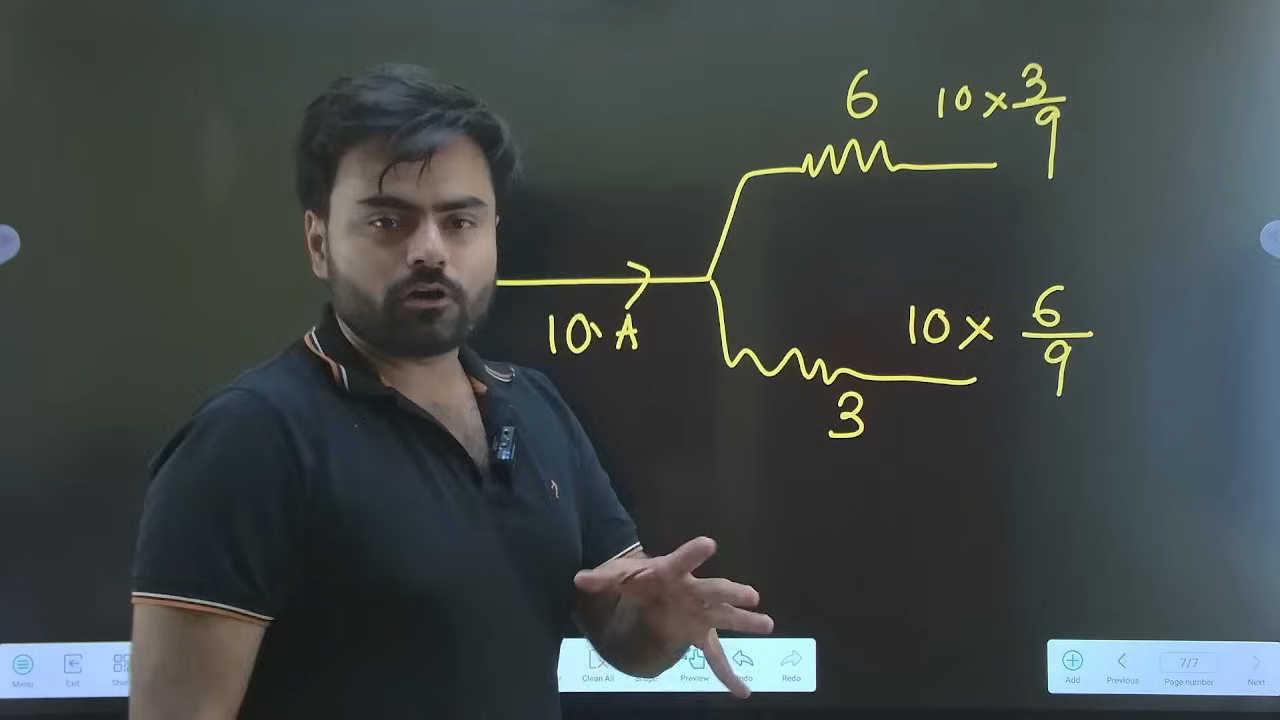 6 10 × 3/9
10 A
10 × 6/9
3
Menu
Exit
Clean All
Preview
Redo
Add
Previous
7/7
Page number
Next